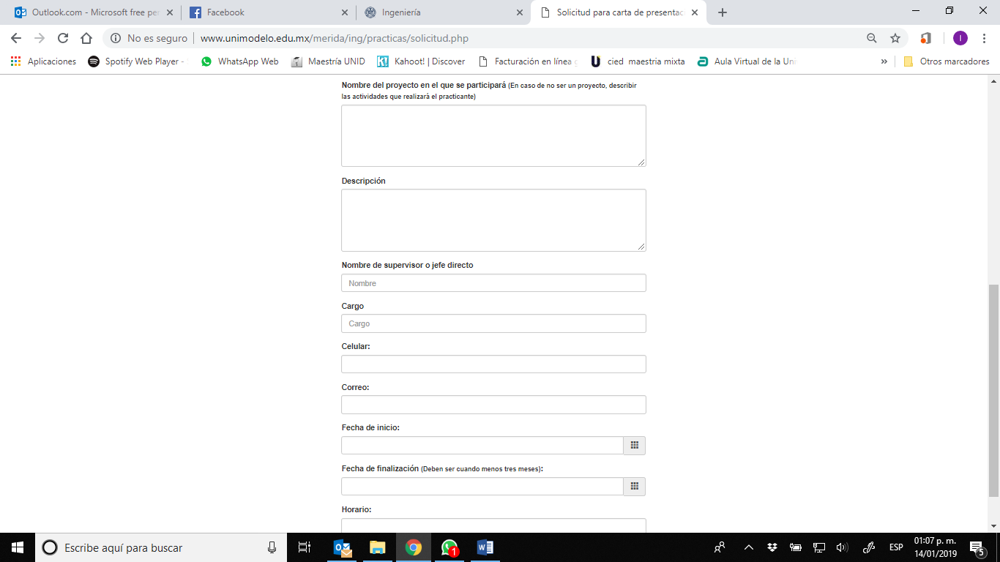 Outlook.com - Microsoft free per
Facebook
Ingeniería
Solicitud para carta de presentac
No es seguro
www.unimodelo.edu.mx/merida/ing/practicas/solicitud.php
I
Aplicaciones
Spotify Web Player -
WhatsApp Web
Maestría UNID
K!
Kahoot! | Discover
Facturación en línea g
cied maestria mixta
Aula Virtual de la Uni
»
Otros marcadores
Nombre del proyecto en el que se participará (En caso de no ser un proyecto, describir
las actividades que realizará el practicante)
Descripción
Nombre de supervisor o jefe directo
Nombre
Cargo
Cargo
Celular:
Correo:
Fecha de inicio:
Fecha de finalización (Deben ser cuando menos tres meses):
Horario:
Escribe aquí para buscar
1
ESP
01:07 p. m.
14/01/2019
5